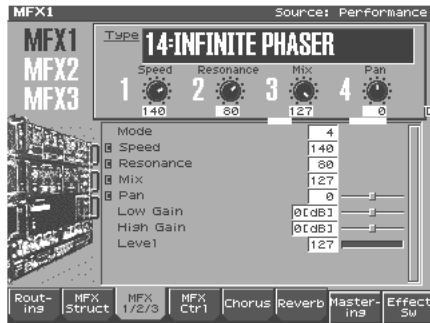 MFX1 Source: Performance
MFX1
MFX2
MFX3
Type 14:INFINITE PHASER
Speed Resonance Mix Pan
1 2 3 4
140 80 127 0
Mode 4
Speed 140
Resonance 80
Mix 127
Pan 0
Low Gain 0[dB]
High Gain 0[dB]
Level 127
Rout-ing MFX Struct MFX 1/2/3 MFX Ctrl Chorus Reverb Master-ing Effect Sw